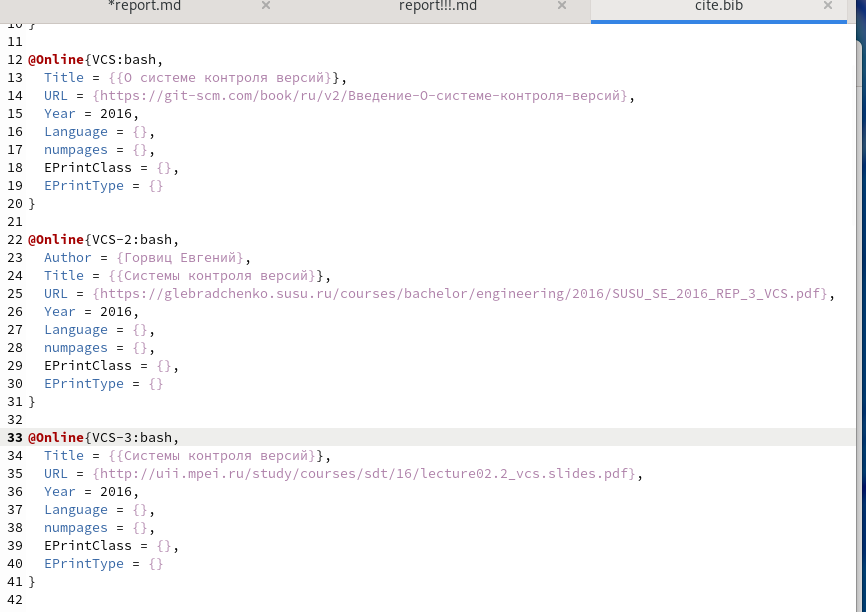 *report.md × report!!!.md × cite.bib ×
10 }
11
12 @Online{VCS:bash,
13 Title = {{О системе контроля версий}},
14 URL = {https://git-scm.com/book/ru/v2/Введение-О-системе-контроля-версий},
15 Year = 2016,
16 Language = {},
17 numpages = {},
18 EPrintClass = {},
19 EPrintType = {}
20 }
21
22 @Online{VCS-2:bash,
23 Author = {Горвиц Евгений},
24 Title = {{Системы контроля версий}},
25 URL = {https://glebradchenko.susu.ru/courses/bachelor/engineering/2016/SUSU_SE_2016_REP_3_VCS.pdf},
26 Year = 2016,
27 Language = {},
28 numpages = {},
29 EPrintClass = {},
30 EPrintType = {}
31 }
32
33 @Online{VCS-3:bash,
34 Title = {{Системы контроля версий}},
35 URL = {http://uii.mpei.ru/study/courses/sdt/16/lecture02.2_vcs.slides.pdf},
36 Year = 2016,
37 Language = {},
38 numpages = {},
39 EPrintClass = {},
40 EPrintType = {}
41 }
42